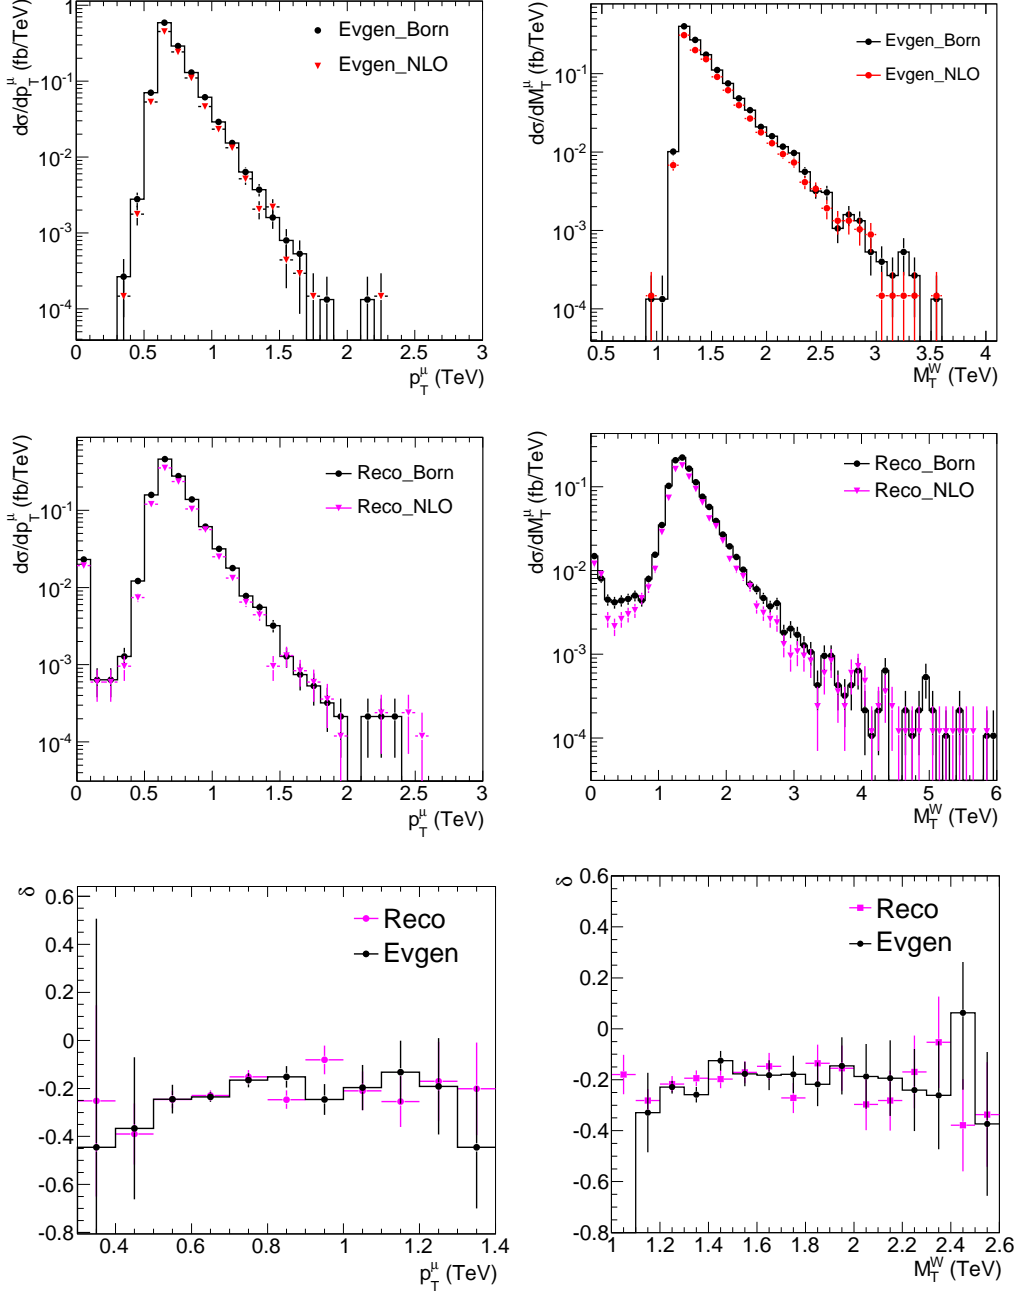 dσ/dp_T^μ (fb/TeV)
1
10^-1
10^-2
10^-3
10^-4
Evgen_Born
Evgen_NLO
0 0.5 1 1.5 2 2.5 3
p_T^μ (TeV)
dσ/dM_T^μ (fb/TeV)
10^-1
10^-2
10^-3
10^-4
Evgen_Born
Evgen_NLO
0.5 1 1.5 2 2.5 3 3.5 4
M_T^W (TeV)
dσ/dp_T^μ (fb/TeV)
10^-1
10^-2
10^-3
10^-4
Reco_Born
Reco_NLO
0 0.5 1 1.5 2 2.5 3
p_T^μ (TeV)
dσ/dM_T^μ (fb/TeV)
10^-1
10^-2
10^-3
10^-4
Reco_Born
Reco_NLO
0 1 2 3 4 5 6
M_T^W (TeV)
δ
0.6
0.4
0.2
0
-0.2
-0.4
-0.6
-0.8
Reco
Evgen
0.4 0.6 0.8 1 1.2 1.4
p_T^μ (TeV)
δ
0.6
0.4
0.2
0
-0.2
-0.4
-0.6
-0.8
Reco
Evgen
1 1.2 1.4 1.6 1.8 2 2.2 2.4 2.6
M_T^W (TeV)